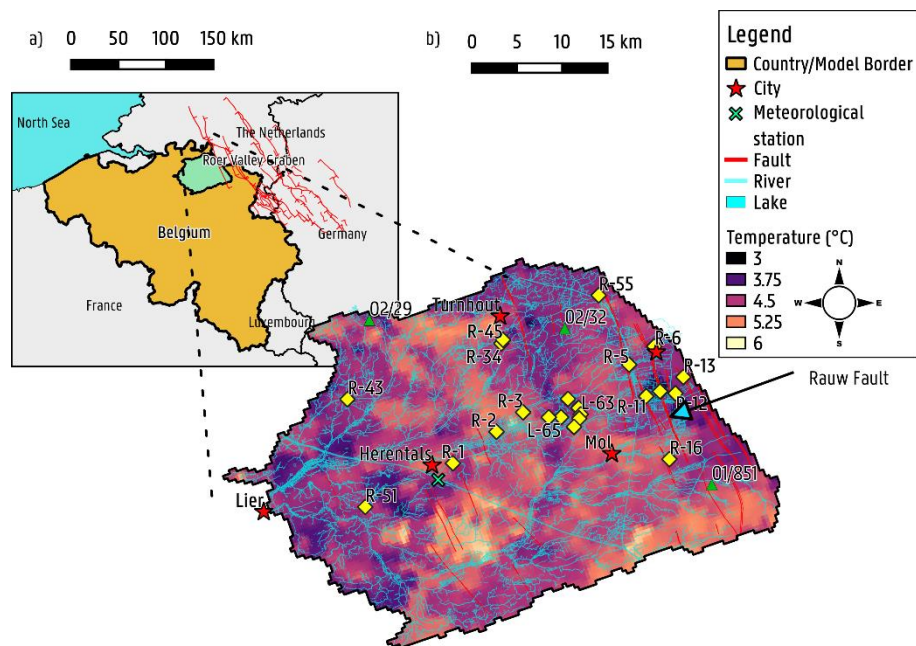 a)
0 50 100 150 km
b)
0 5 10 15 km
North Sea
The Netherlands
Roer Valley Graben
Belgium
Germany
France
Luxembourg
Legend
Country/Model Border
City
Meteorological
station
Fault
River
Lake
Temperature (°C)
3
3.75
4.5
5.25
6
N
W E
S
Rauw Fault
R-55
02/29
Turnhout
02/32
R-45
R-34
R-6
R-5
R-13
R-43
R-3
L-63
R-11
R-12
R-2
L-65
Mol
Herentals
R-1
R-16
01/851
Lier
R-51